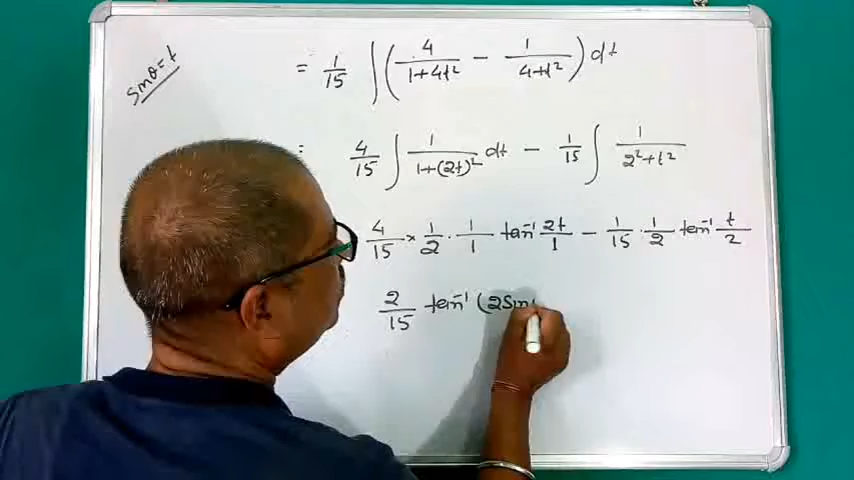 sinθ=t
= 1/15 ∫ ( 4/1+4t² − 1/4+t² ) dt
= 4/15 ∫ 1/1+(2t)² dt − 1/15 ∫ 1/2²+t²
4/15 × 1/2 · 1/1 tan⁻¹ 2t/1 − 1/15 · 1/2 tan⁻¹ t/2
2/15 tan⁻¹ (2sin